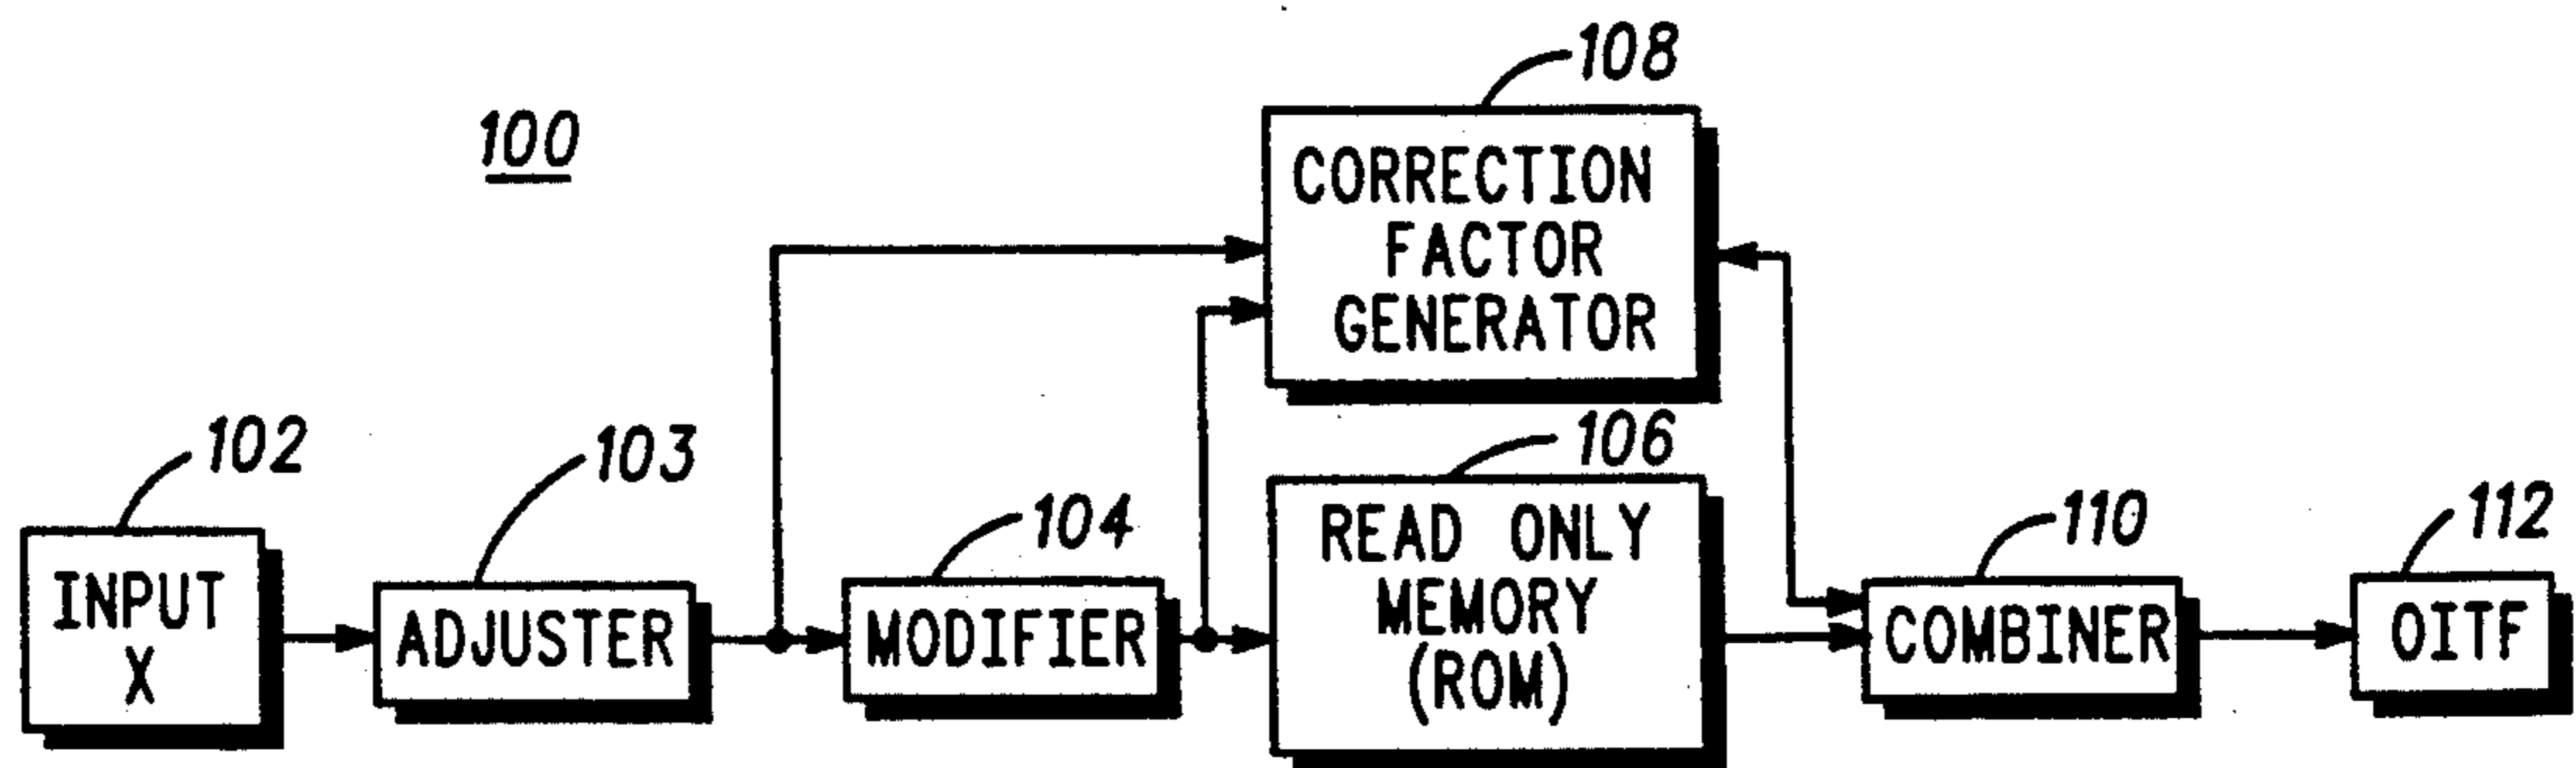 100
108
CORRECTION
FACTOR
GENERATOR
102
INPUT
X
103
ADJUSTER
104
MODIFIER
106
READ ONLY
MEMORY
(ROM)
110
COMBINER
112
OITF